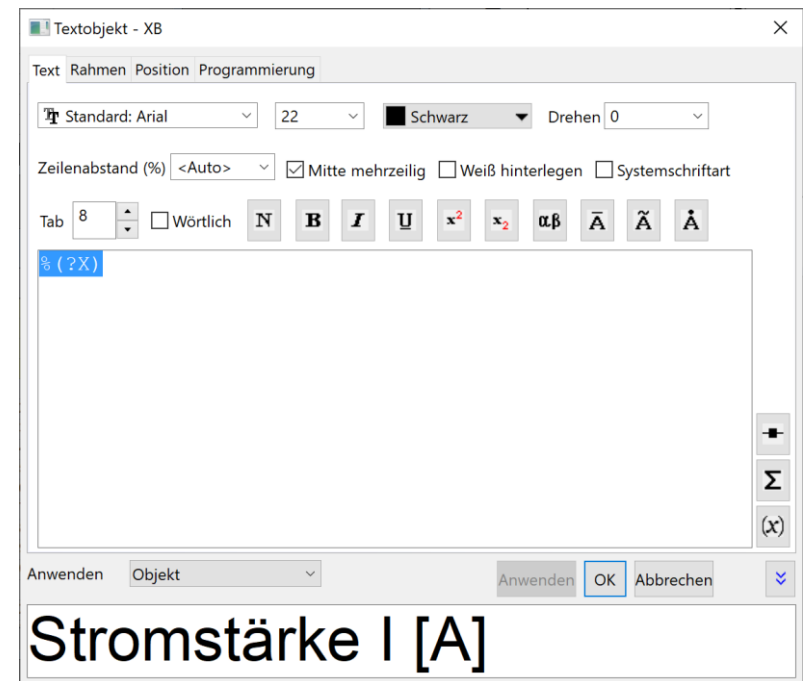 Textobjekt - XB
Text Rahmen Position Programmierung
Standard: Arial 22 Schwarz Drehen 0
Zeilenabstand (%) <Auto> Mitte mehrzeilig Weiß hinterlegen Systemschriftart
Tab 8 Wörtlich N B I U x² x₂ αβ Ā Ã Å
%(?X)
Σ
(x)
Anwenden Objekt Anwenden OK Abbrechen
Stromstärke I [A]